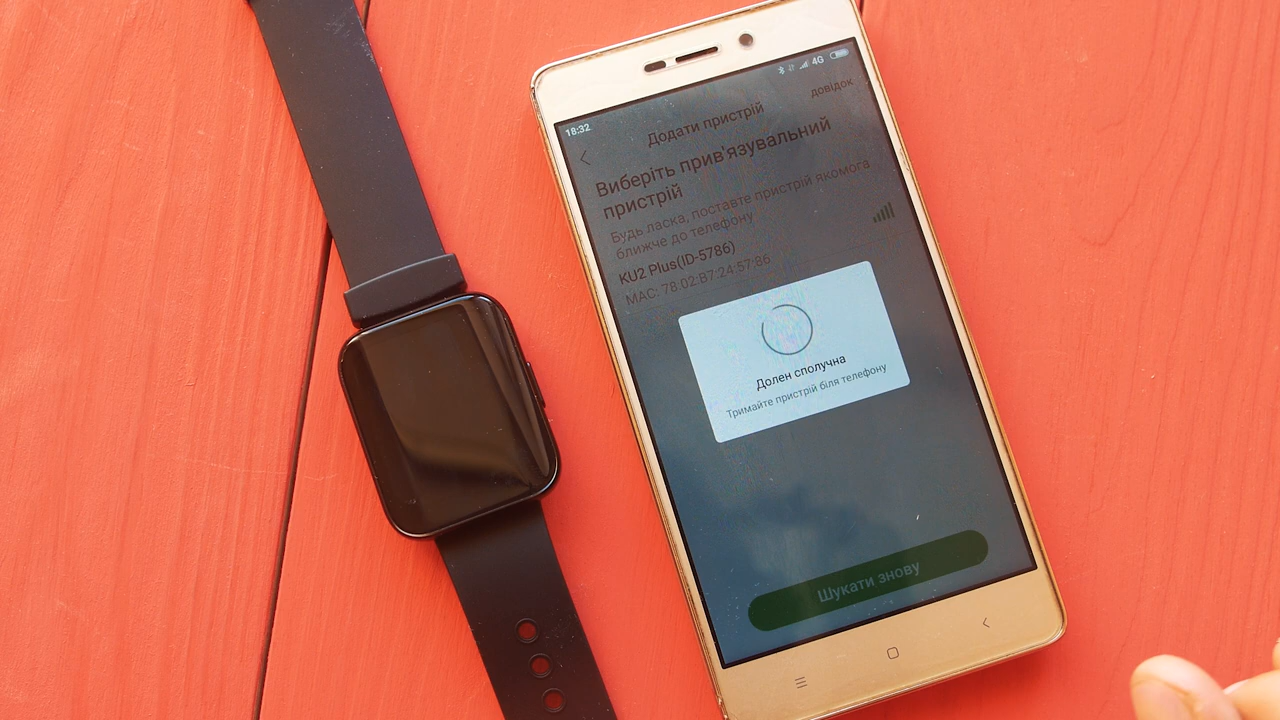 18:32
4G
довідок
Додати пристрій
Виберіть прив'язувальний
пристрій
Будь ласка, поставте пристрій якомога
ближче до телефону
KU2 Plus(ID-5786)
MAC: 78:02:B7:24:57:86
Долен сполучна
Тримайте пристрій біля телефону
Шукати знову